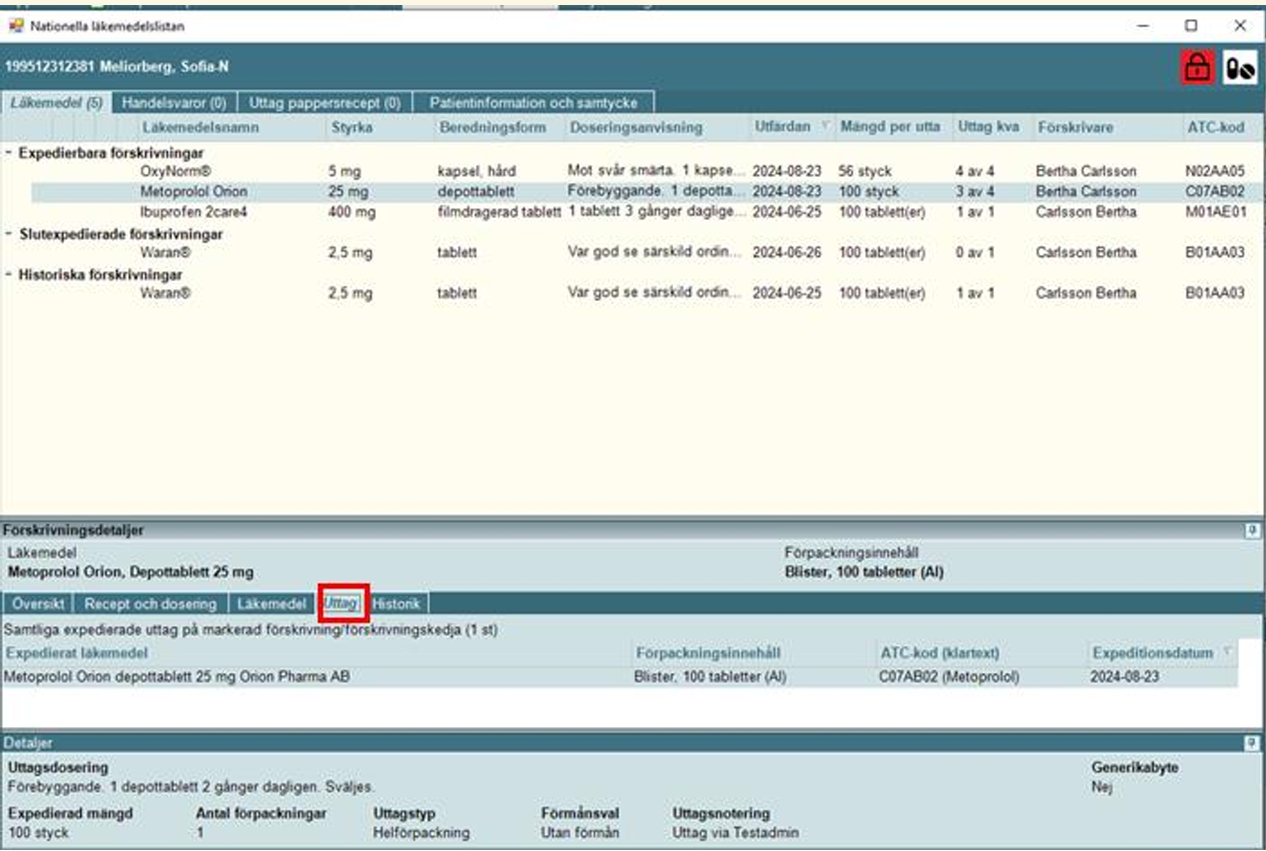 Nationella läkemedelslistan
199512312381 Meliorberg, Sofia-N
Läkemedel (5) Handelsvaror (0) Uttag pappersrecept (0) Patientinformation och samtycke
Läkemedelsnamn Styrka Beredningsform Doseringsanvisning Utfärdan Mängd per utta Uttag kva Förskrivare ATC-kod
- Expedierbara förskrivningar
OxyNorm® 5 mg kapsel, hård Mot svår smärta. 1 kapse... 2024-08-23 56 styck 4 av 4 Bertha Carlsson N02AA05
Metoprolol Orion 25 mg depottablett Förebyggande. 1 depotta... 2024-08-23 100 styck 3 av 4 Bertha Carlsson C07AB02
Ibuprofen 2care4 400 mg filmdragerad tablett 1 tablett 3 gånger daglige... 2024-06-25 100 tablett(er) 1 av 1 Carlsson Bertha M01AE01
- Slutexpedierade förskrivningar
Waran® 2,5 mg tablett Var god se särskild ordin... 2024-06-26 100 tablett(er) 0 av 1 Carlsson Bertha B01AA03
- Historiska förskrivningar
Waran® 2,5 mg tablett Var god se särskild ordin... 2024-06-25 100 tablett(er) 1 av 1 Carlsson Bertha B01AA03
Förskrivningsdetaljer
Läkemedel Förpackningsinnehåll
Metoprolol Orion, Depottablett 25 mg Blister, 100 tabletter (Al)
Översikt Recept och dosering Läkemedel Uttag Historik
Samtliga expedierade uttag på markerad förskrivning/förskrivningskedja (1 st)
Expedierat läkemedel Förpackningsinnehåll ATC-kod (klartext) Expeditionsdatum
Metoprolol Orion depottablett 25 mg Orion Pharma AB Blister, 100 tabletter (Al) C07AB02 (Metoprolol) 2024-08-23
Detaljer
Uttagsdosering Generikabyte
Förebyggande. 1 depottablett 2 gånger dagligen. Sväljes. Nej
Expedierad mängd Antal förpackningar Uttagstyp Förmånsval Uttagsnotering
100 styck 1 Helförpackning Utan förmån Uttag via Testadmin